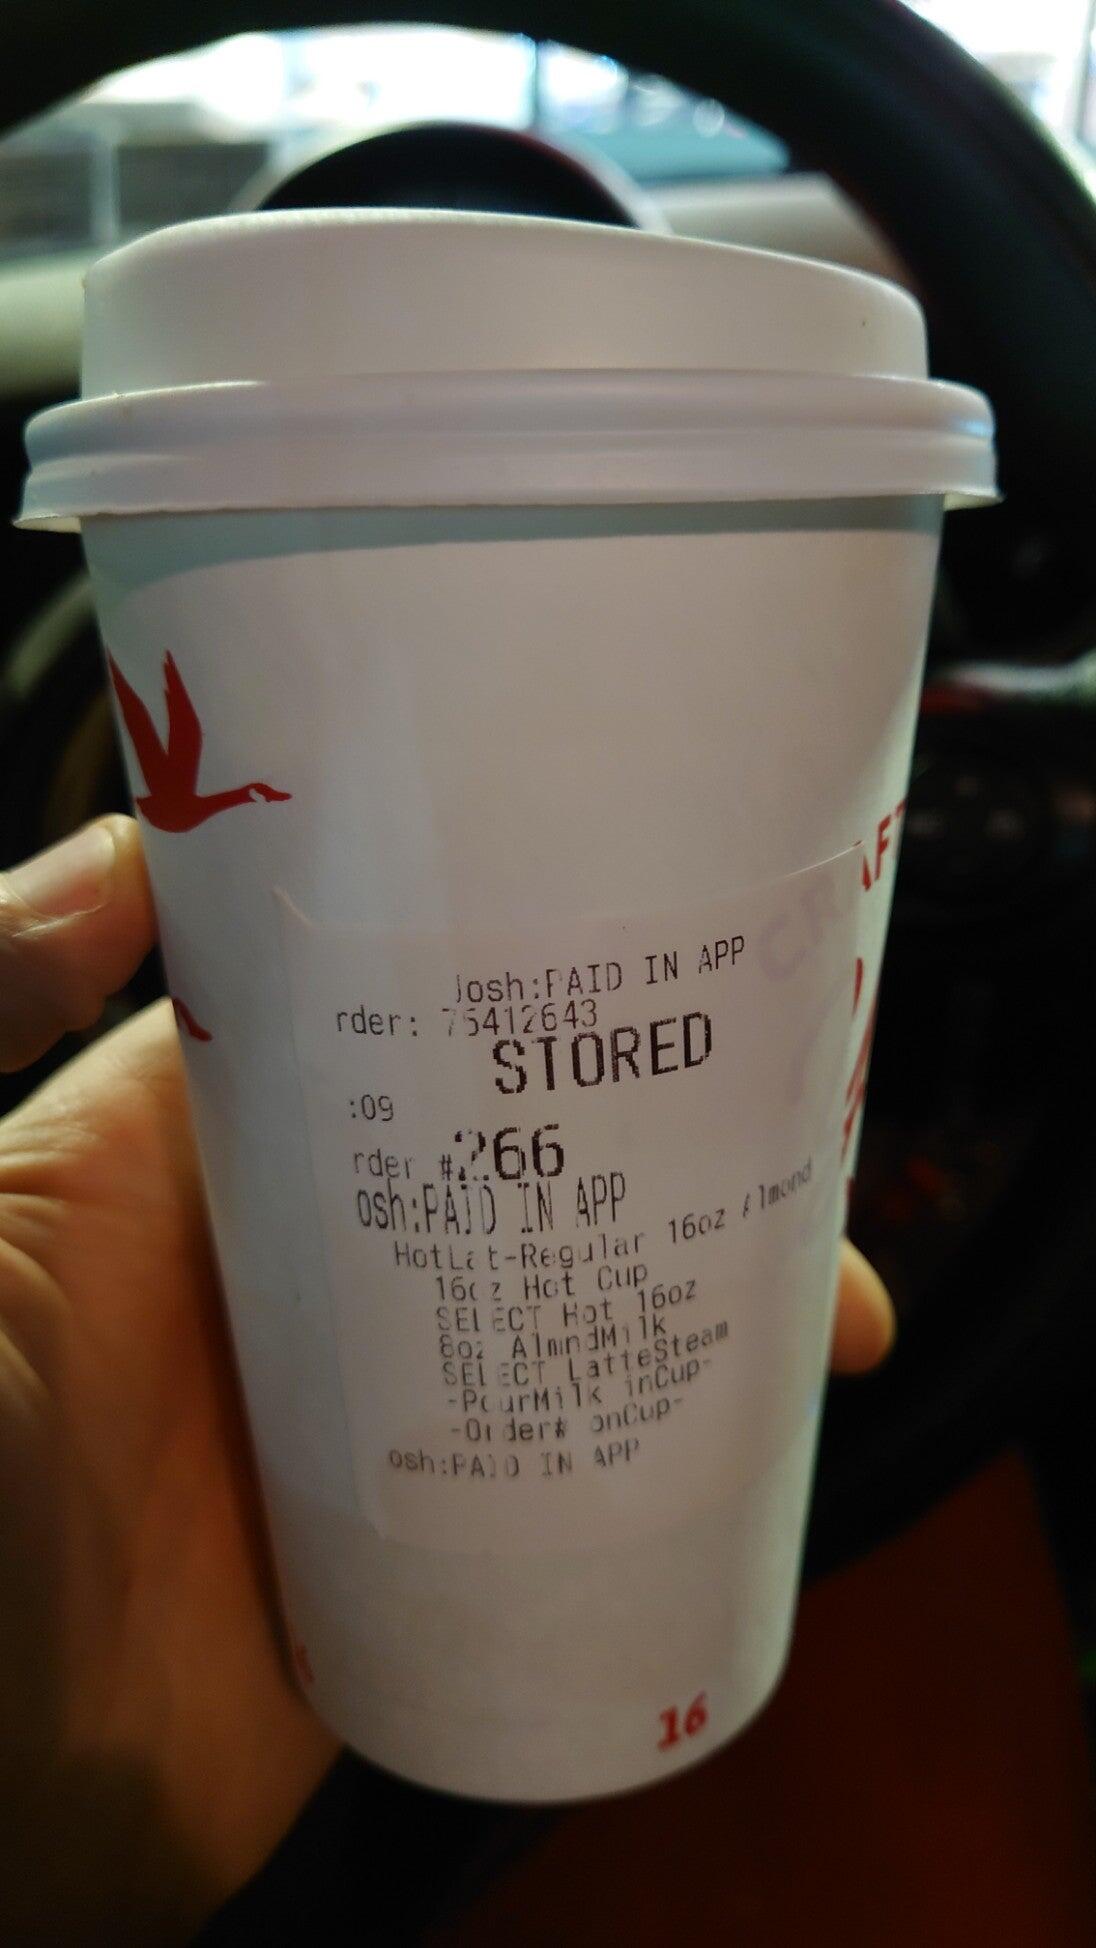 CRAFT
Josh:PAID IN APP
rder: 75412643
STORED
:09
rder #266
osh:PAID IN APP
HotLat-Regular 16oz Almond
16oz Hot Cup
SELECT Hot 16oz
8oz AlmndMilk
SELECT LatteSteam
-PourMilk inCup-
-Order# onCup-
osh:PAID IN APP
16